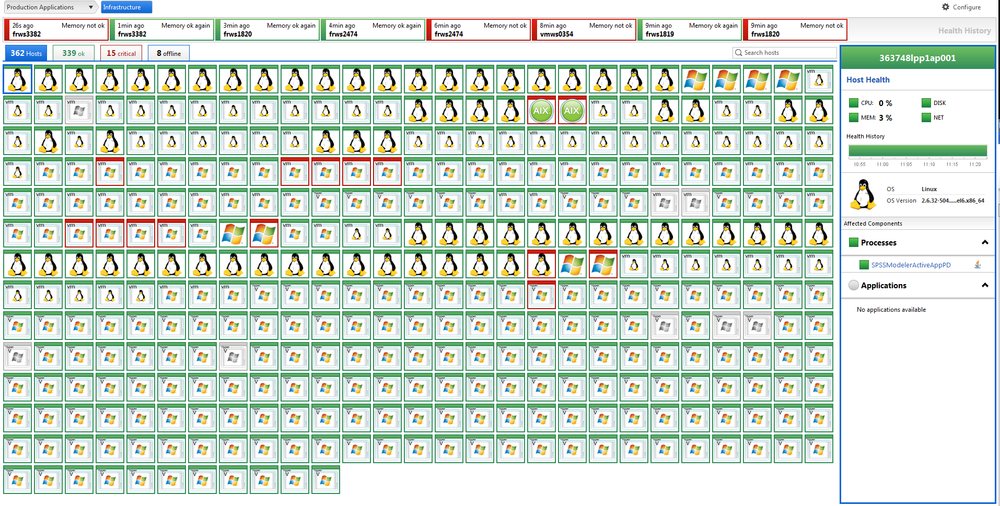 Production Applications
Infrastructure
Configure
26s ago Memory not ok
frws3382
1min ago Memory ok again
frws3382
3min ago Memory ok again
frws1820
4min ago Memory ok again
frws2474
6min ago Memory not ok
frws2474
8min ago Memory not ok
vmws0354
9min ago Memory ok again
frws1819
9min ago Memory not ok
frws1820
Health History
362 Hosts
339 ok
15 critical
8 offline
Search hosts
363748lpp1ap001
Host Health
CPU: 0 %
DISK
MEM: 3 %
NET
Health History
10:55 11:00 11:05 11:10 11:15 11:20
OS Linux
OS Version 2.6.32-504.....el6.x86_64
Affected Components
Processes
SPSSModelerActiveAppPD
Applications
No applications available
vm
AIX
AIX
Hyper
V